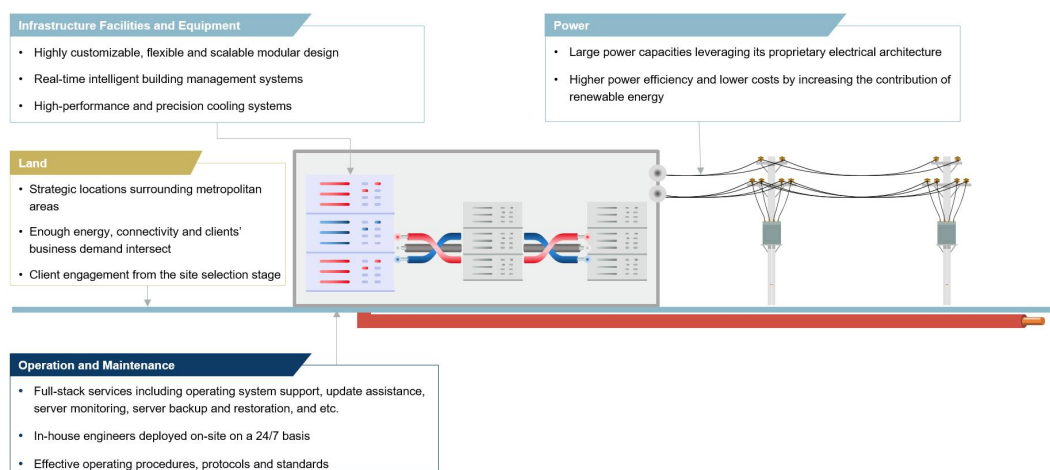 Infrastructure Facilities and Equipment
• Highly customizable, flexible and scalable modular design
• Real-time intelligent building management systems
• High-performance and precision cooling systems
Power
• Large power capacities leveraging its proprietary electrical architecture
• Higher power efficiency and lower costs by increasing the contribution of
renewable energy
Land
• Strategic locations surrounding metropolitan
areas
• Enough energy, connectivity and clients’
business demand intersect
• Client engagement from the site selection stage
Operation and Maintenance
• Full-stack services including operating system support, update assistance,
server monitoring, server backup and restoration, and etc.
• In-house engineers deployed on-site on a 24/7 basis
• Effective operating procedures, protocols and standards